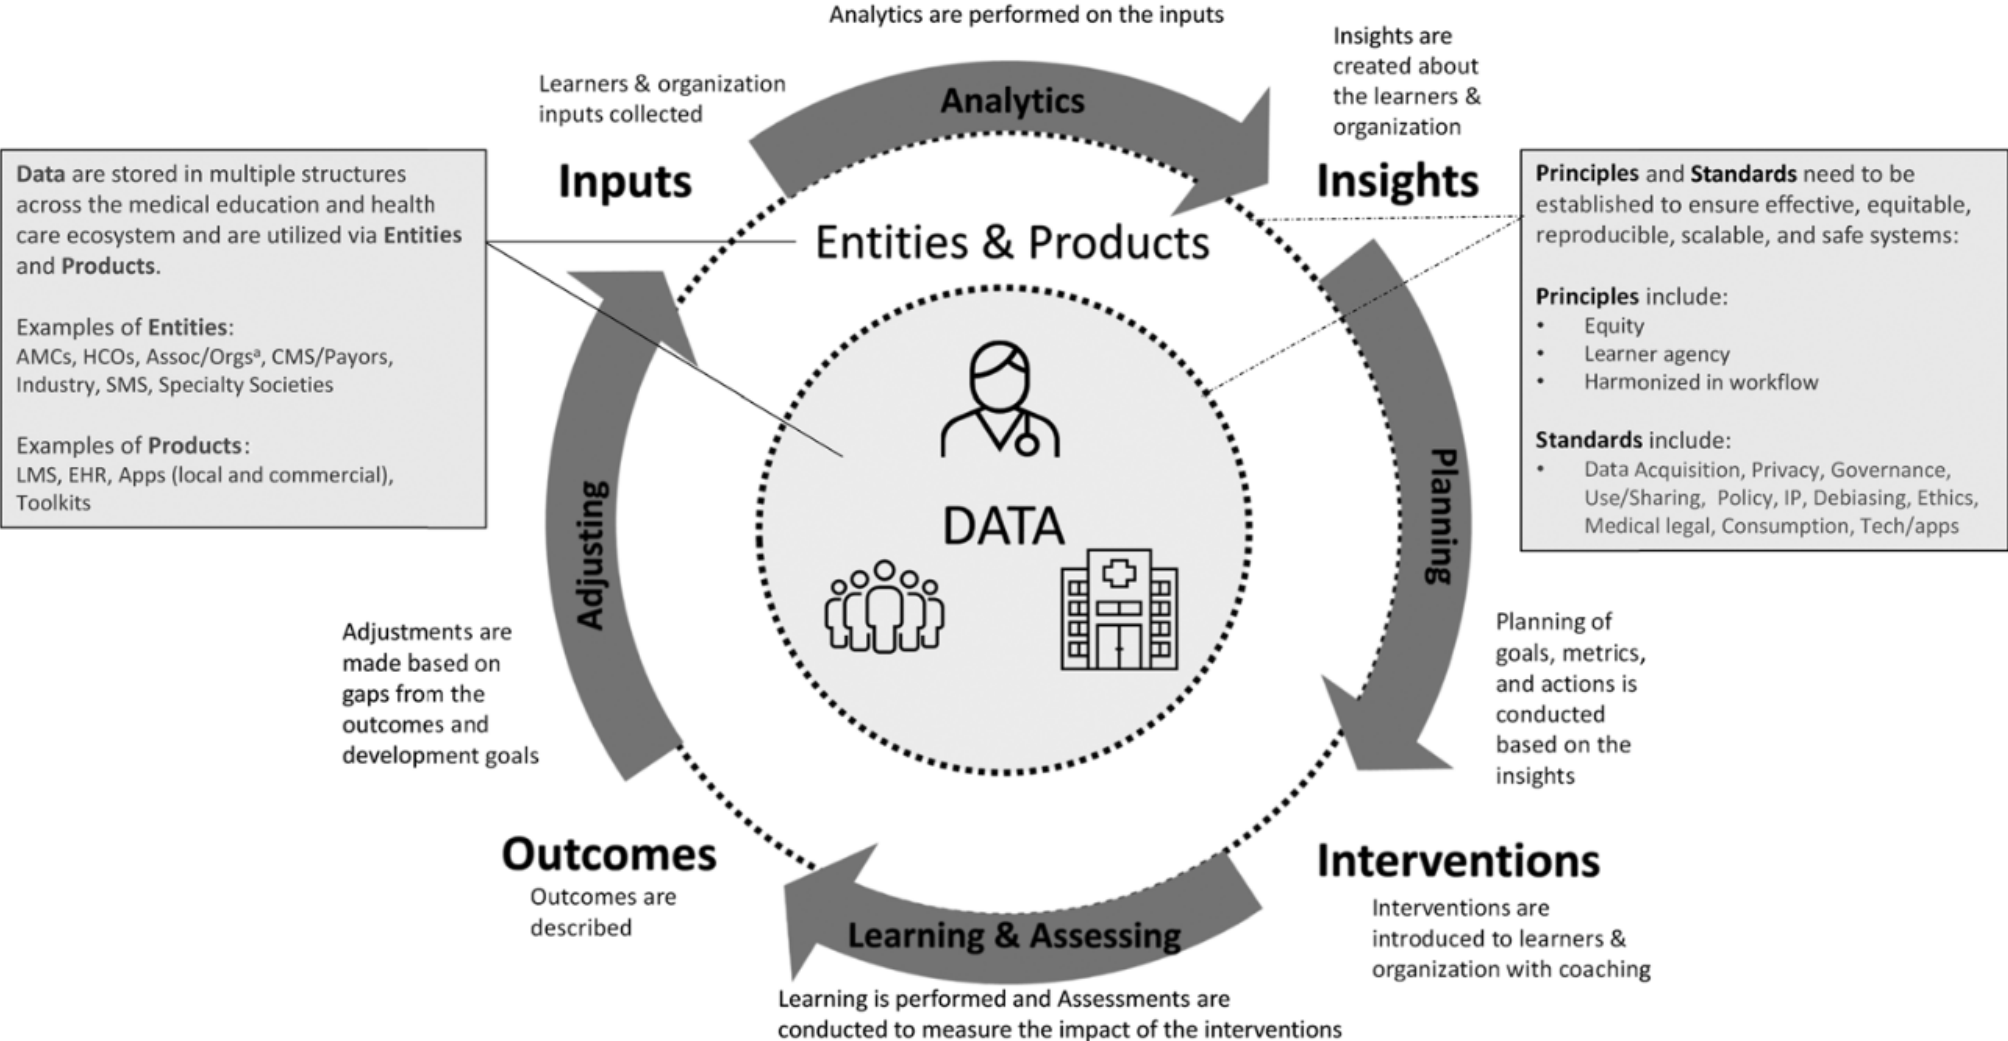 Analytics are performed on the inputs
Learners & organization
inputs collected
Inputs
Analytics
Insights are
created about
the learners &
organization
Insights
Data are stored in multiple structures
across the medical education and health
care ecosystem and are utilized via Entities
and Products.
Examples of Entities:
AMCs, HCOs, Assoc/Orgsª, CMS/Payors,
Industry, SMS, Specialty Societies
Examples of Products:
LMS, EHR, Apps (local and commercial),
Toolkits
Entities & Products
DATA
Principles and Standards need to be
established to ensure effective, equitable,
reproducible, scalable, and safe systems:
Principles include:
• Equity
• Learner agency
• Harmonized in workflow
Standards include:
• Data Acquisition, Privacy, Governance,
Use/Sharing, Policy, IP, Debiasing, Ethics,
Medical legal, Consumption, Tech/apps
Planning
Planning of
goals, metrics,
and actions is
conducted
based on the
insights
Interventions
Interventions are
introduced to learners &
organization with coaching
Learning & Assessing
Learning is performed and Assessments are
conducted to measure the impact of the interventions
Outcomes
Outcomes are
described
Adjusting
Adjustments are
made based on
gaps from the
outcomes and
development goals